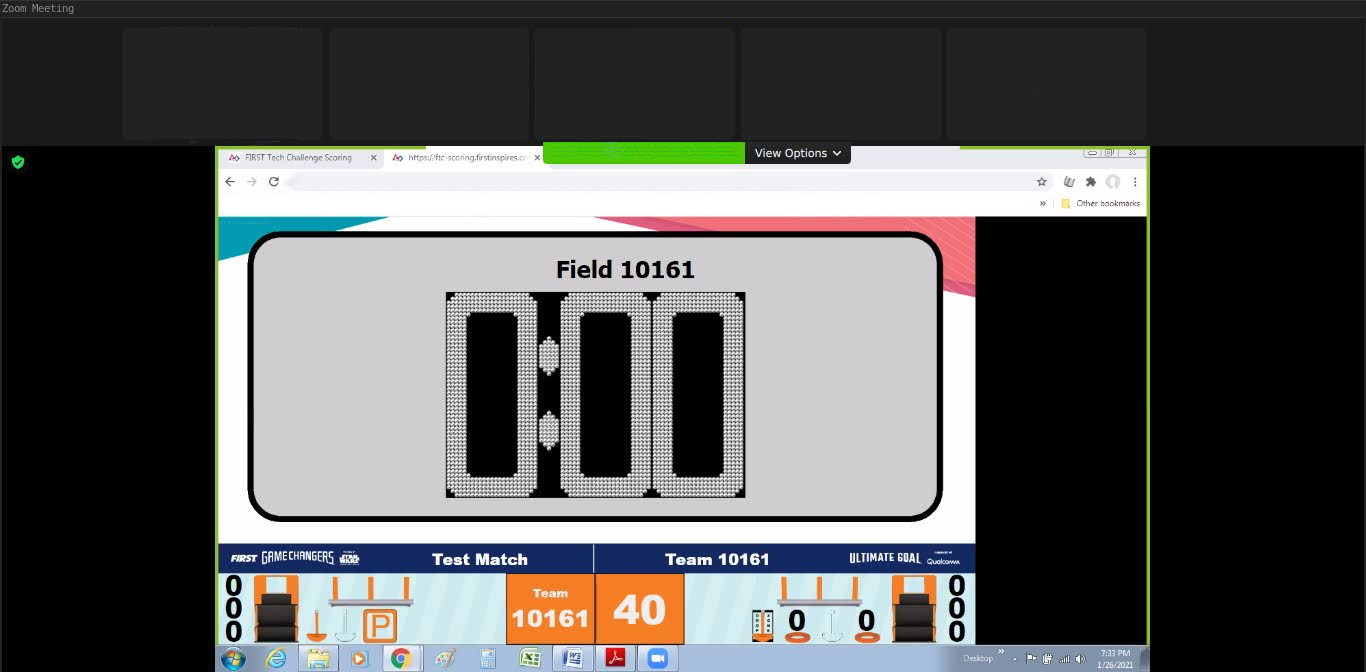 Zoom Meeting
View Options
FIRST Tech Challenge Scoring
https://ftc-scoring.firstinspires.o
Other bookmarks
Field 10161
0:00
FIRST GAMECHANGERS STAR WARS
Test Match
Team 10161
ULTIMATE GOAL
Qualcomm
0
0
0
P
Team
10161
40
0
0
0
0
0
Desktop
7:33 PM
1/26/2021